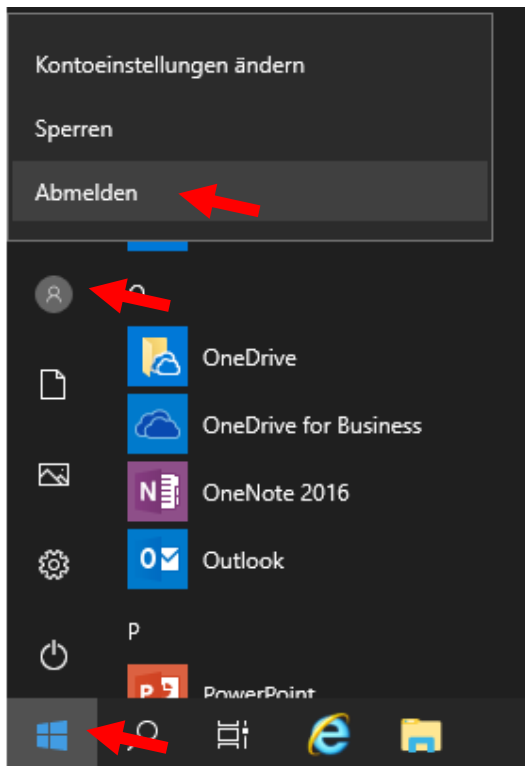 Kontoeinstellungen ändern
Sperren
Abmelden
OneDrive
OneDrive for Business
N
OneNote 2016
O
Outlook
P
P
PowerPoint